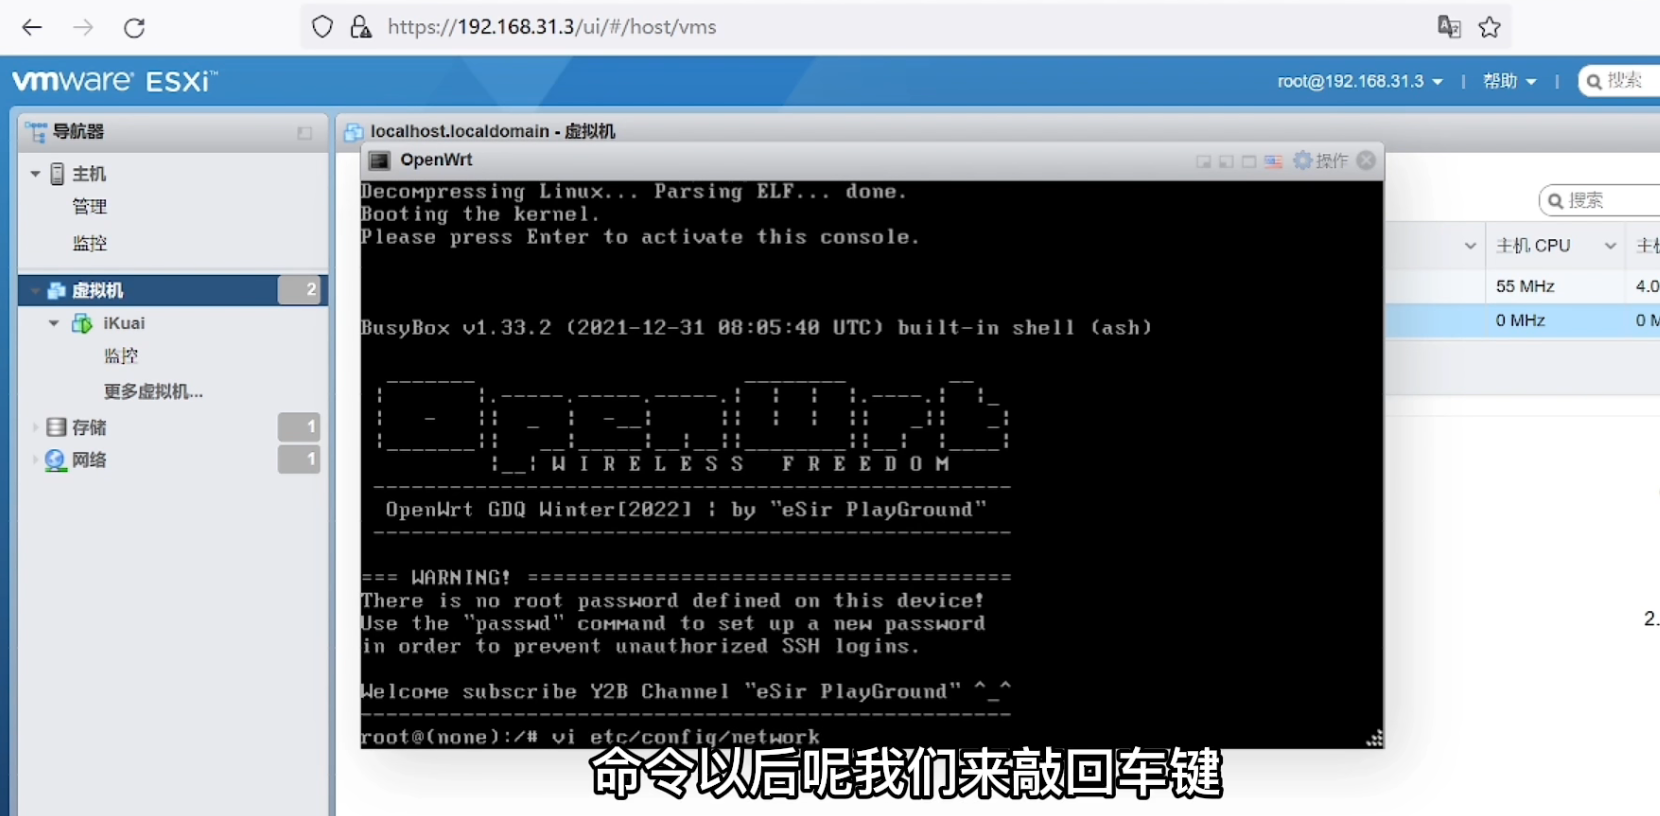 https://192.168.31.3/ui/#/host/vms
vmware® ESXi™
root@192.168.31.3
帮助
搜索
导航器
主机
管理
监控
虚拟机
2
iKuai
监控
更多虚拟机...
存储
1
网络
1
localhost.localdomain - 虚拟机
OpenWrt
操作
Decompressing Linux... Parsing ELF... done.
Booting the kernel.
Please press Enter to activate this console.
BusyBox v1.33.2 (2021-12-31 08:05:40 UTC) built-in shell (ash)
OpenWrt
W I R E L E S S   F R E E D O M
OpenWrt GDQ Winter[2022] | by "eSir PlayGround"
=== WARNING! =====================================
There is no root password defined on this device!
Use the "passwd" command to set up a new password
in order to prevent unauthorized SSH logins.
Welcome subscribe Y2B Channel "eSir PlayGround" ^_^
root@(none):/# vi etc/config/network
搜索
主机 CPU
55 MHz
4.0
0 MHz
0 M
2.
命令以后呢我们来敲回车键